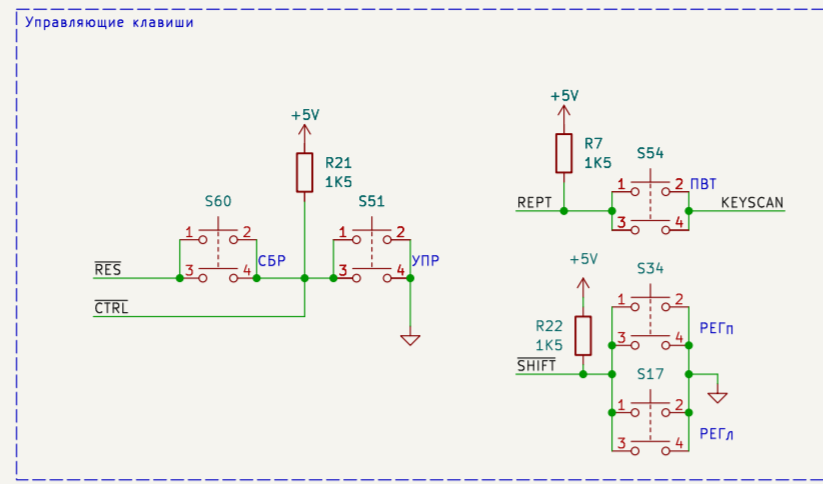 Управляющие клавиши
+5V
R21
1K5
S60
S51
1
2
3
4
СБР
1
2
3
4
УПР
RES
CTRL
+5V
R7
1K5
S54
1
2
3
4
ПВТ
REPT
KEYSCAN
+5V
R22
1K5
S34
1
2
3
4
РЕГп
SHIFT
S17
1
2
3
4
РЕГл